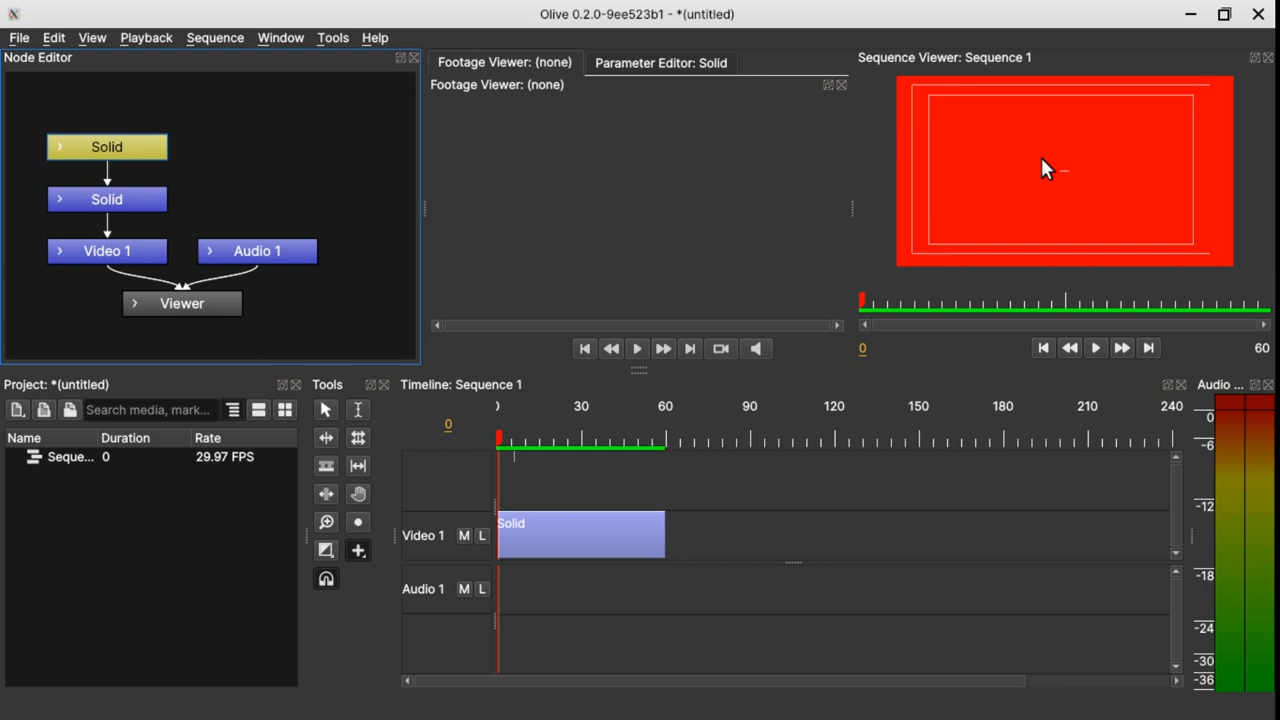 Olive 0.2.0-9ee523b1 - *(untitled)
File Edit View Playback Sequence Window Tools Help
Node Editor
Solid
Solid
Video 1 Audio 1
Viewer
Footage Viewer: (none) Parameter Editor: Solid
Footage Viewer: (none)
Sequence Viewer: Sequence 1
0 60
Project: *(untitled)
Search media, mark...
Name Duration Rate
Seque... 0 29.97 FPS
Tools
Timeline: Sequence 1
0
0 30 60 90 120 150 180 210 240
Solid
Video 1 M L
Audio 1 M L
Audio ...
0
-6
-12
-18
-24
-30
-36